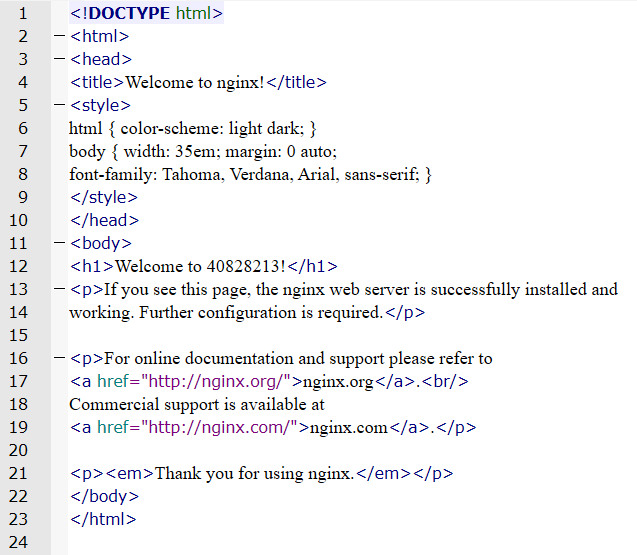 1 <!DOCTYPE html>
2 <html>
3 <head>
4 <title>Welcome to nginx!</title>
5 <style>
6 html { color-scheme: light dark; }
7 body { width: 35em; margin: 0 auto;
8 font-family: Tahoma, Verdana, Arial, sans-serif; }
9 </style>
10 </head>
11 <body>
12 <h1>Welcome to 40828213!</h1>
13 <p>If you see this page, the nginx web server is successfully installed and
14 working. Further configuration is required.</p>
15
16 <p>For online documentation and support please refer to
17 <a href="http://nginx.org/">nginx.org</a>.<br/>
18 Commercial support is available at
19 <a href="http://nginx.com/">nginx.com</a>.</p>
20
21 <p><em>Thank you for using nginx.</em></p>
22 </body>
23 </html>
24